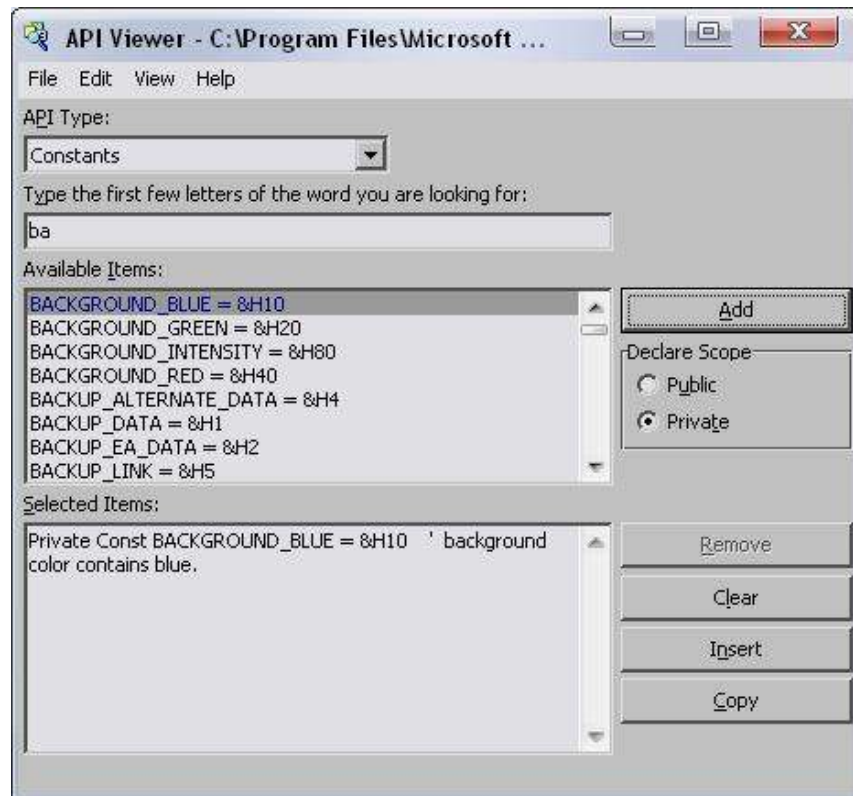 API Viewer - C:\Program Files\Microsoft ...
File Edit View Help
API Type:
Constants
Type the first few letters of the word you are looking for:
ba
Available Items:
BACKGROUND_BLUE = &H10
BACKGROUND_GREEN = &H20
BACKGROUND_INTENSITY = &H80
BACKGROUND_RED = &H40
BACKUP_ALTERNATE_DATA = &H4
BACKUP_DATA = &H1
BACKUP_EA_DATA = &H2
BACKUP_LINK = &H5
Add
Declare Scope
Public
Private
Selected Items:
Private Const BACKGROUND_BLUE = &H10 ' background
color contains blue.
Remove
Clear
Insert
Copy